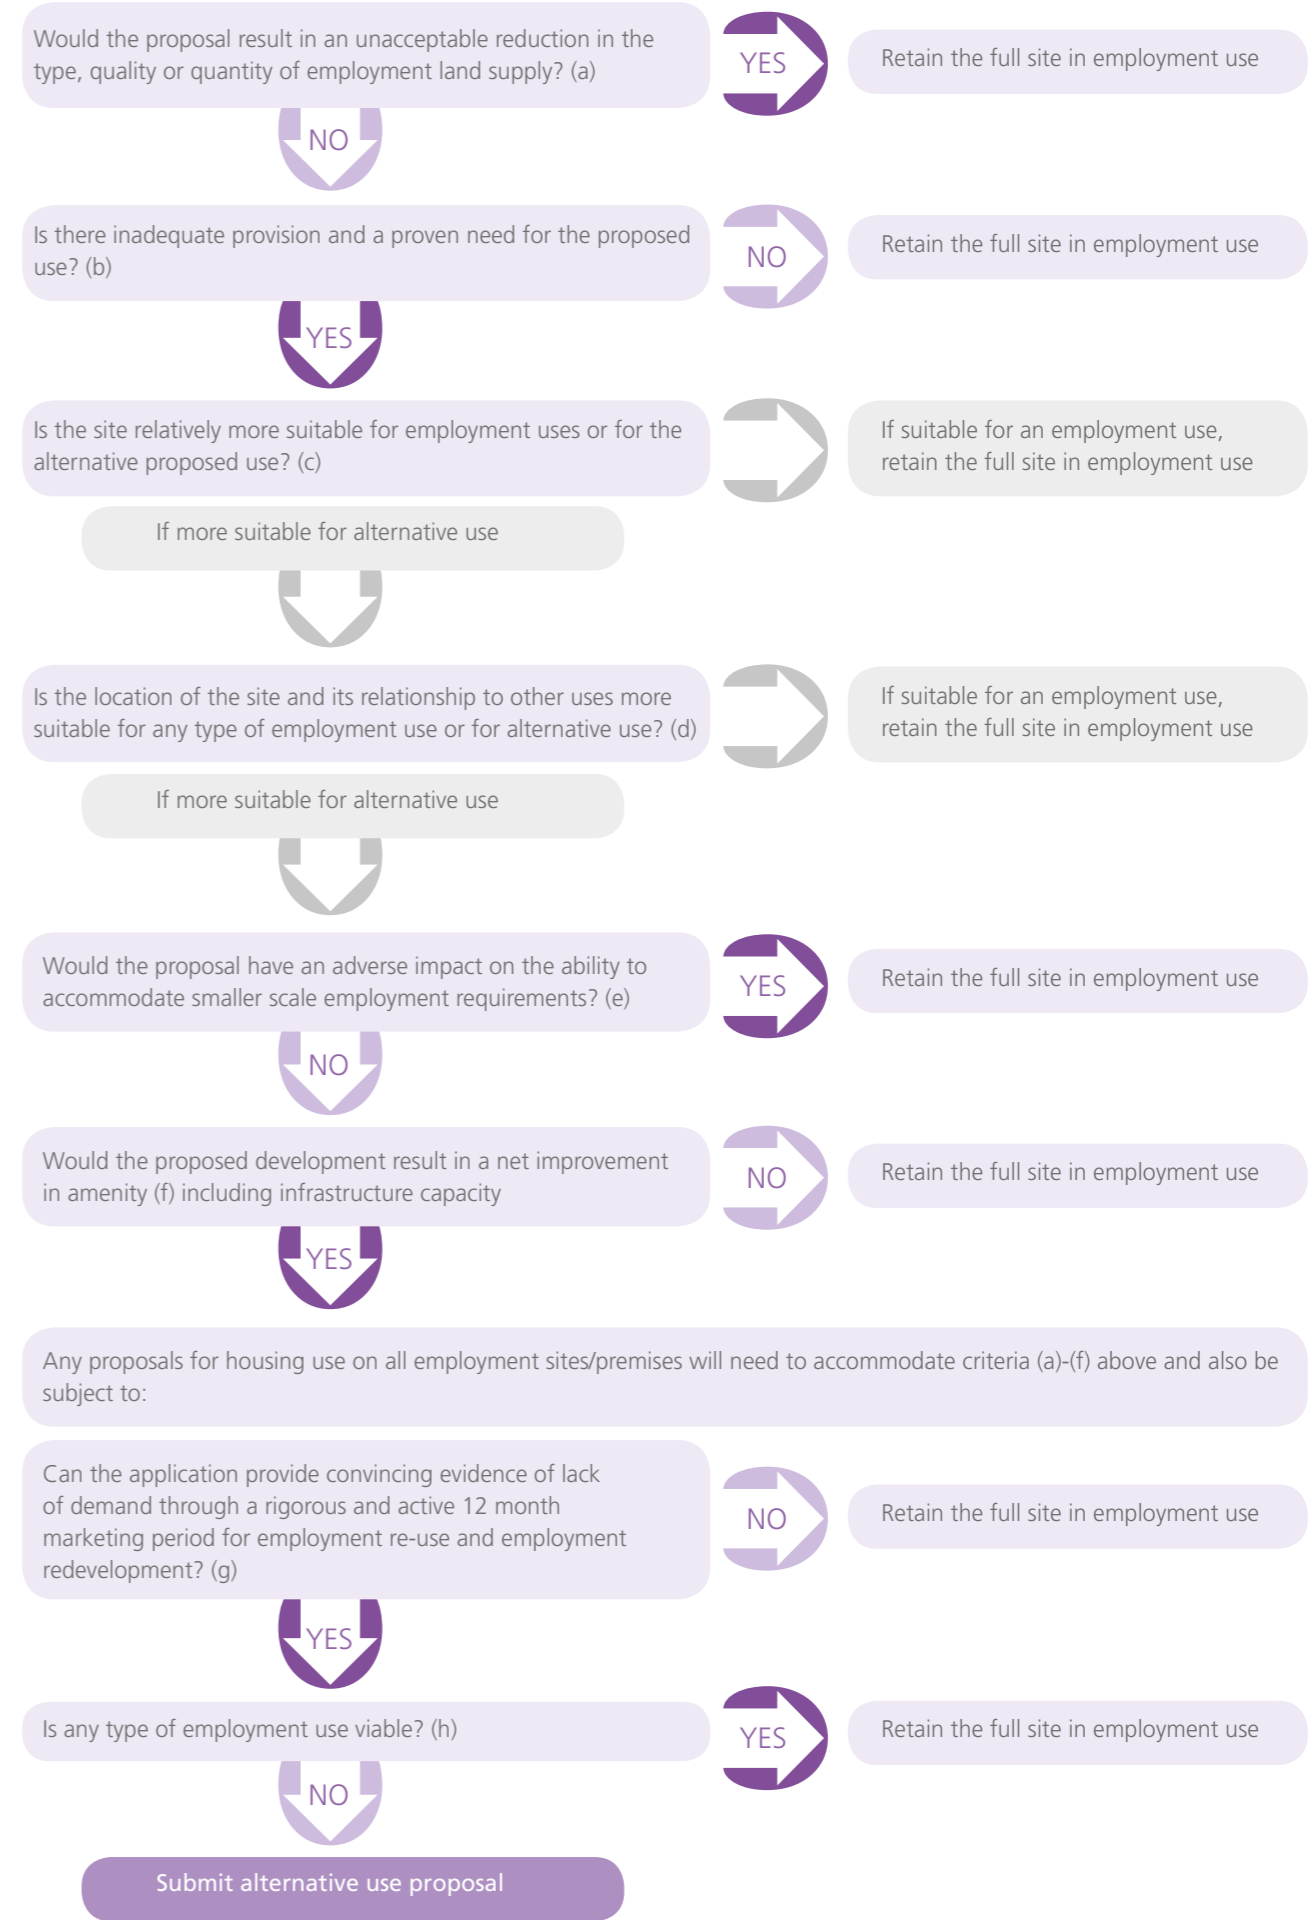 Would the proposal result in an unacceptable reduction in the
type, quality or quantity of employment land supply? (a)
YES
Retain the full site in employment use
NO
Is there inadequate provision and a proven need for the proposed
use? (b)
NO
Retain the full site in employment use
YES
Is the site relatively more suitable for employment uses or for the
alternative proposed use? (c)
If suitable for an employment use,
retain the full site in employment use
If more suitable for alternative use
Is the location of the site and its relationship to other uses more
suitable for any type of employment use or for alternative use? (d)
If suitable for an employment use,
retain the full site in employment use
If more suitable for alternative use
Would the proposal have an adverse impact on the ability to
accommodate smaller scale employment requirements? (e)
YES
Retain the full site in employment use
NO
Would the proposed development result in a net improvement
in amenity (f) including infrastructure capacity
NO
Retain the full site in employment use
YES
Any proposals for housing use on all employment sites/premises will need to accommodate criteria (a)-(f) above and also be
subject to:
Can the application provide convincing evidence of lack
of demand through a rigorous and active 12 month
marketing period for employment re-use and employment
redevelopment? (g)
NO
Retain the full site in employment use
YES
Is any type of employment use viable? (h)
YES
Retain the full site in employment use
NO
Submit alternative use proposal